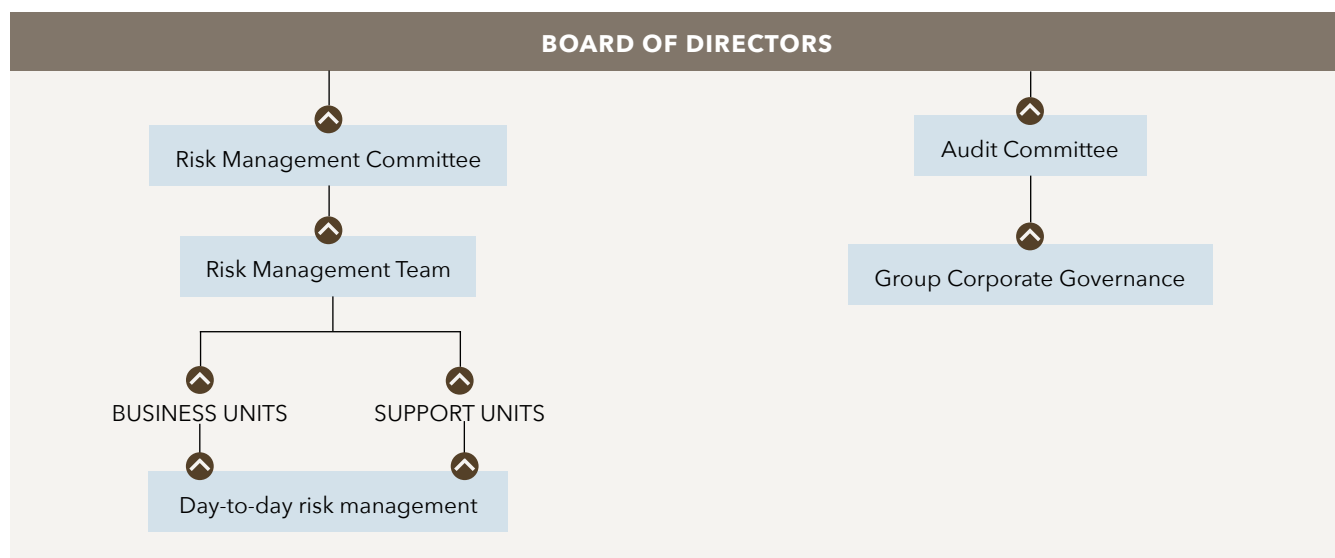 BOARD OF DIRECTORS
Risk Management Committee
Audit Committee
Risk Management Team
Group Corporate Governance
BUSINESS UNITS
SUPPORT UNITS
Day-to-day risk management